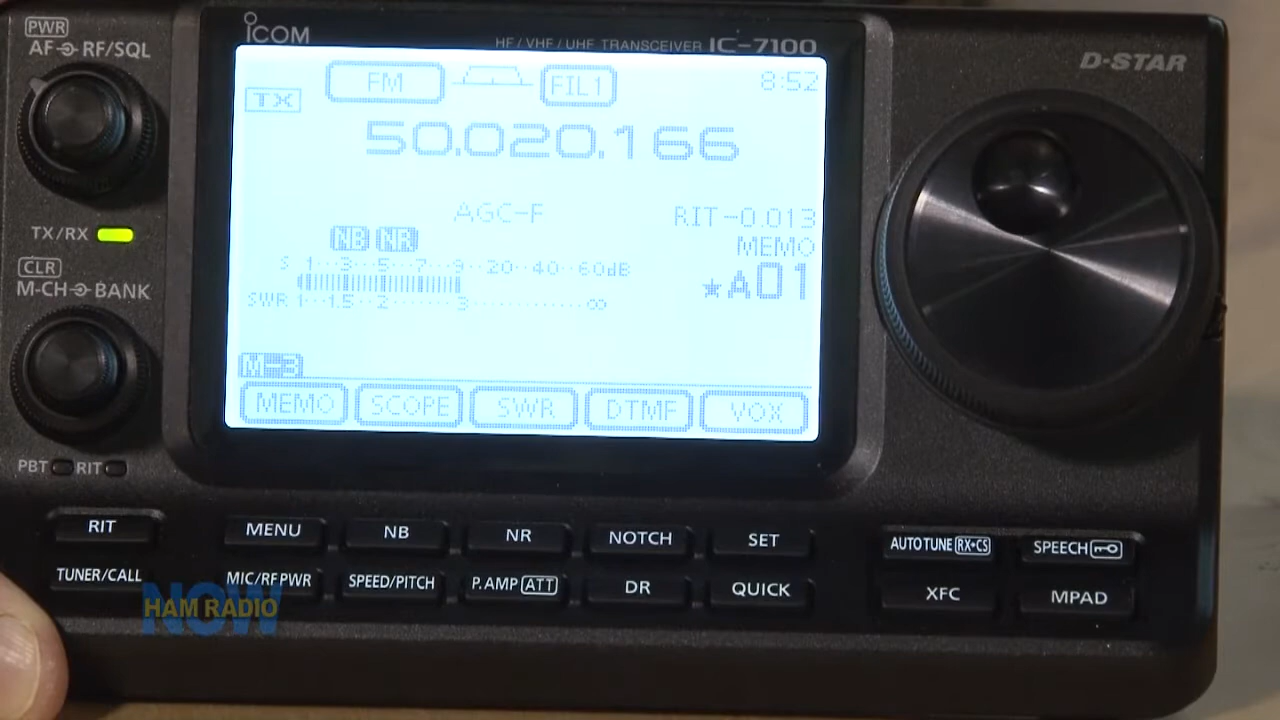 PWR
AF RF/SQL
ICOM
HF/VHF/UHF TRANSCEIVER IC-7100
D-STAR
TX
FM
FIL1
8:52
50.020.166
AGC-F
RIT-0.013
NB NR
MEMO
S 1··3··5··7··9··20··40··60dB
★A01
SWR 1··1.5··2·······3············∞
M-3
MEMO SCOPE SWR DTMF VOX
TX/RX
CLR
M-CH BANK
PBT RIT
RIT MENU NB NR NOTCH SET AUTOTUNE RX→CS SPEECH
TUNER/CALL MIC/RF PWR SPEED/PITCH P.AMP ATT DR QUICK XFC MPAD
HAM RADIO
NOW